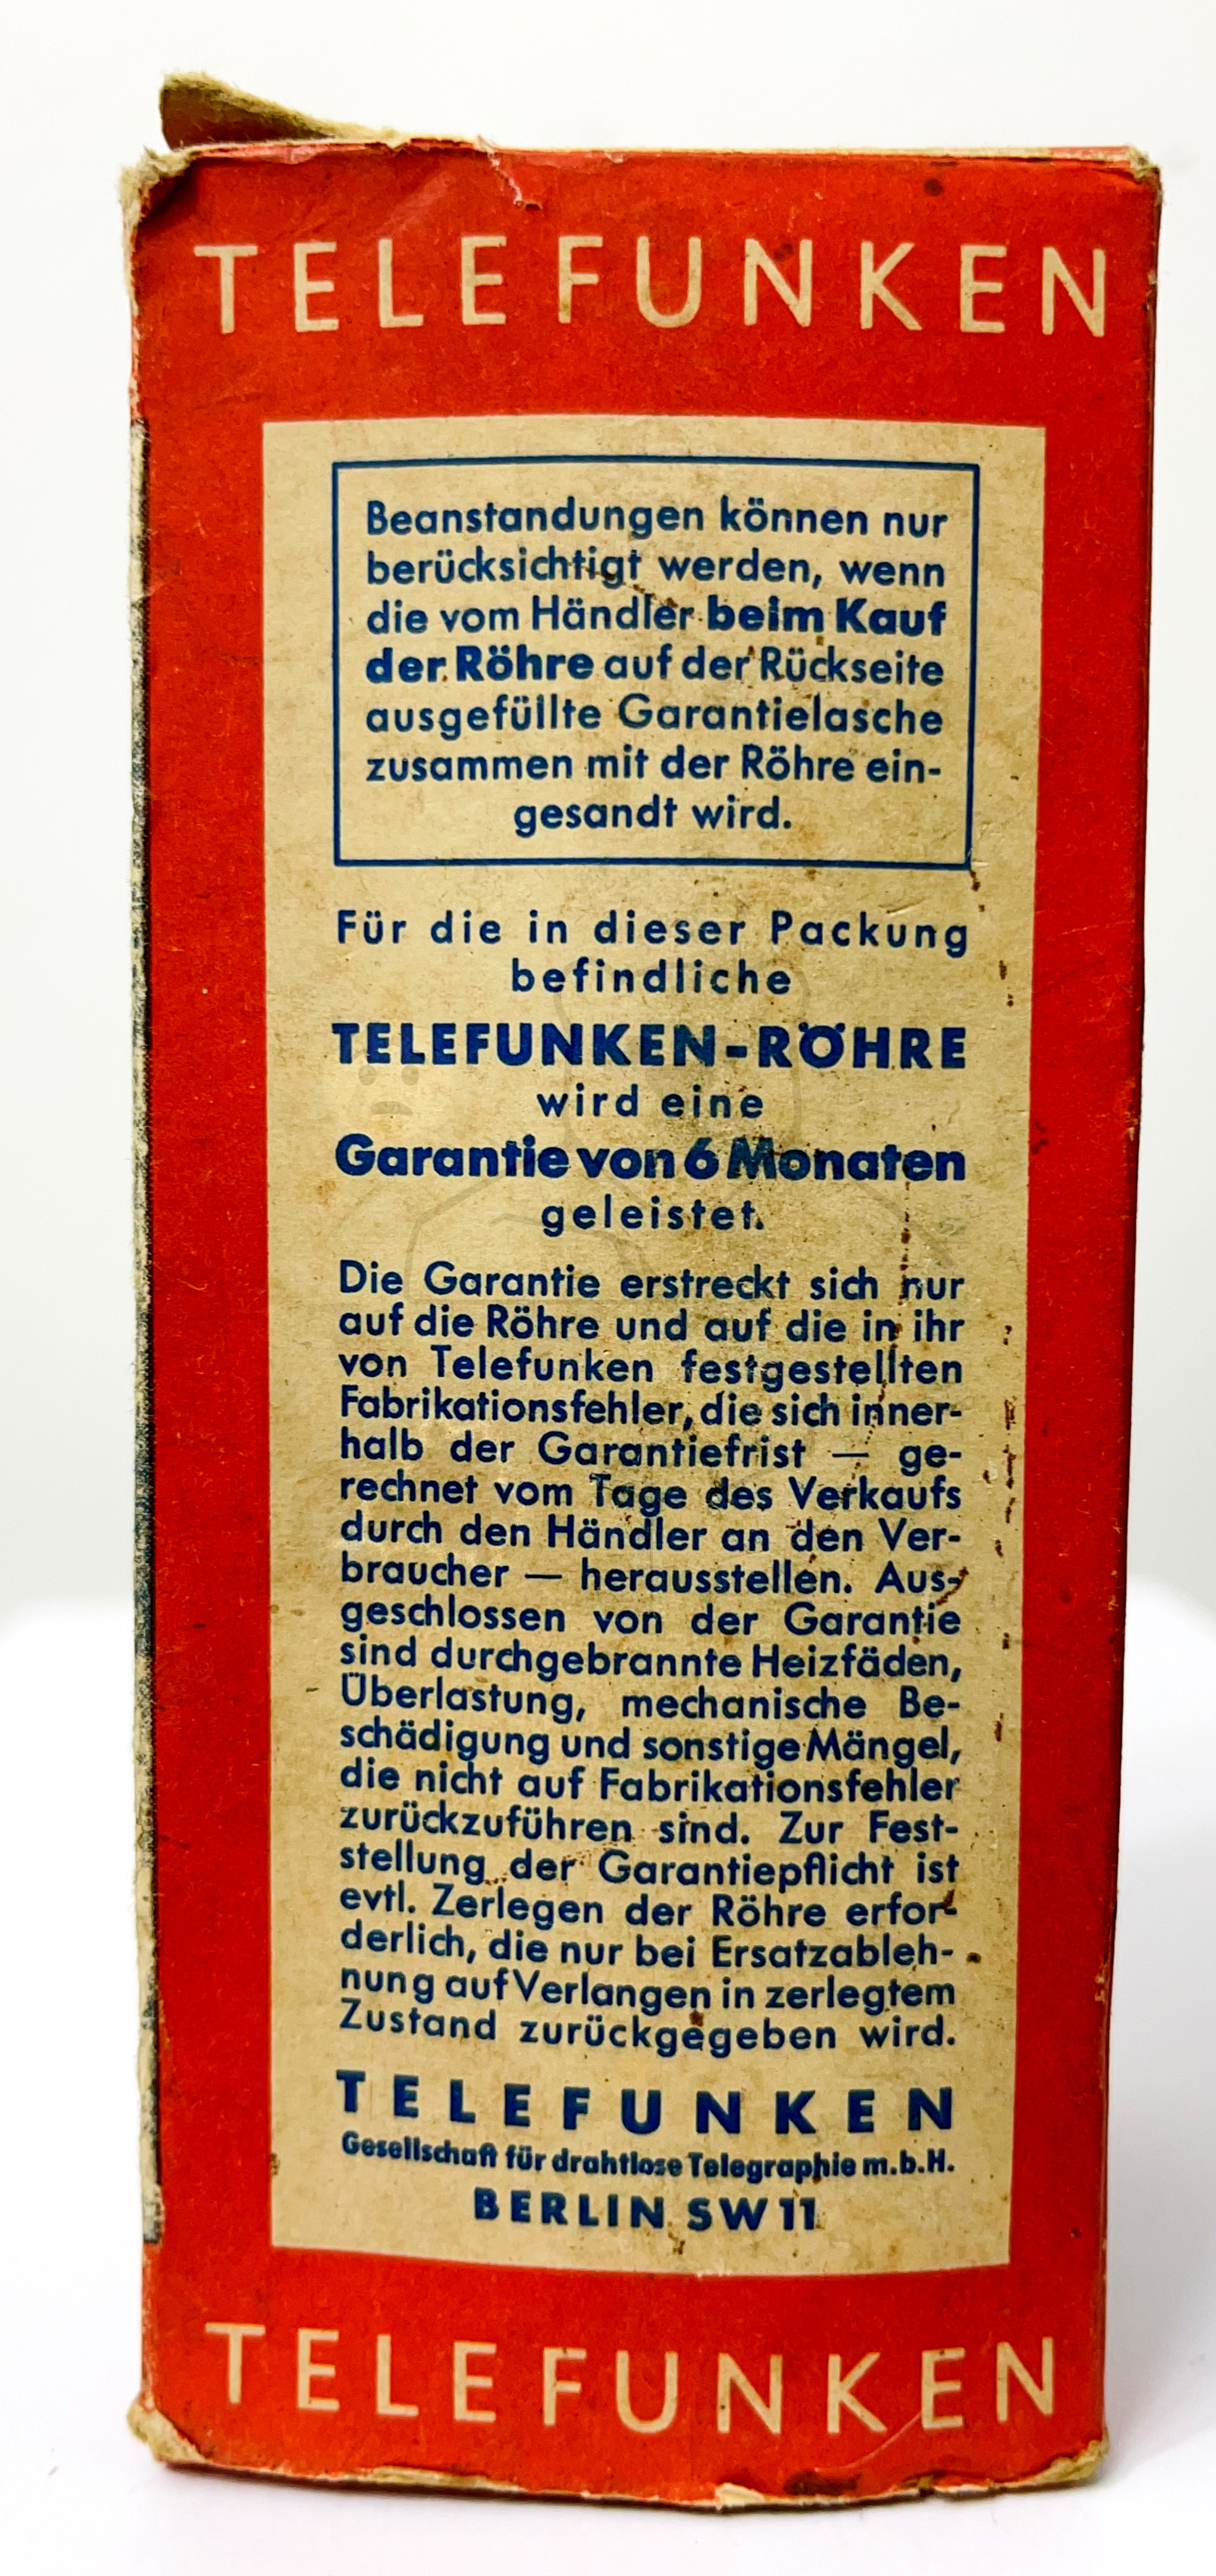 TELEFUNKEN
Beanstandungen können nur
berücksichtigt werden, wenn
die vom Händler beim Kauf
der Röhre auf der Rückseite
ausgefüllte Garantielasche
zusammen mit der Röhre ein-
gesandt wird.
Für die in dieser Packung
befindliche
TELEFUNKEN-RÖHRE
wird eine
Garantie von 6 Monaten
geleistet.
Die Garantie erstreckt sich nur
auf die Röhre und auf die in ihr
von Telefunken festgestellten
Fabrikationsfehler, die sich inner-
halb der Garantiefrist — ge-
rechnet vom Tage des Verkaufs
durch den Händler an den Ver-
braucher — herausstellen. Aus-
geschlossen von der Garantie
sind durchgebrannte Heizfäden,
Überlastung, mechanische Be-
schädigung und sonstige Mängel,
die nicht auf Fabrikationsfehler
zurückzuführen sind. Zur Fest-
stellung der Garantiepflicht ist
evtl. Zerlegen der Röhre erfor-
derlich, die nur bei Ersatzableh-
nung auf Verlangen in zerlegtem
Zustand zurückgegeben wird.
TELEFUNKEN
Gesellschaft für drahtlose Telegraphie m.b.H.
BERLIN SW 11
TELEFUNKEN